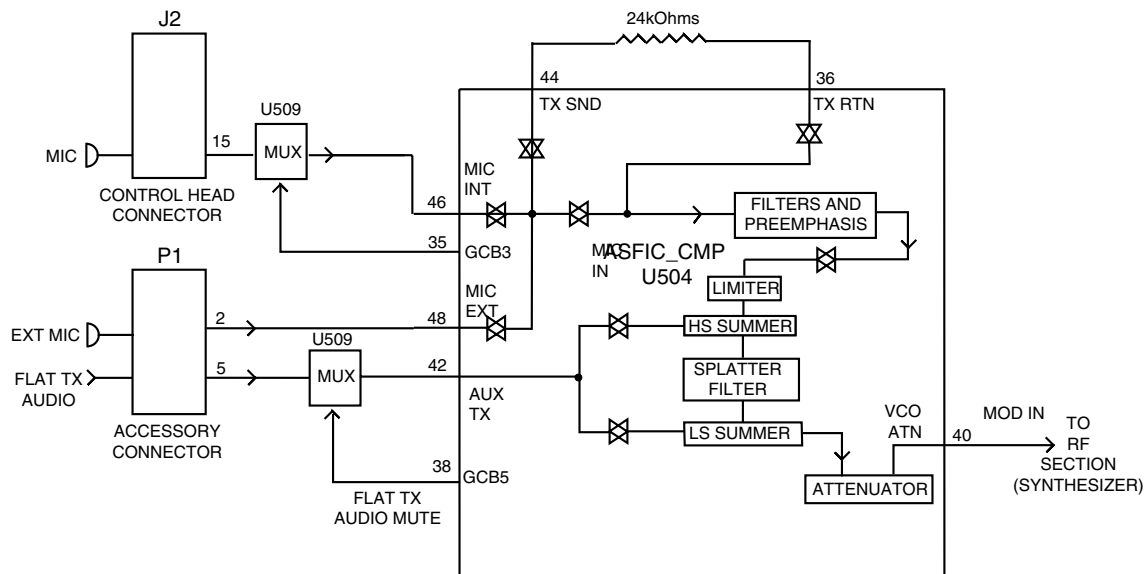 J2
24kOhms
44
36
TX SND
TX RTN
U509
15
MUX
MIC
MIC
INT
CONTROL HEAD
CONNECTOR
46
FILTERS AND
PREEMPHASIS
35
GCB3
MIC
IN
ASFIC_CMP
U504
P1
LIMITER
MIC
EXT
2
48
EXT MIC
HS SUMMER
U509
5
MUX
42
FLAT TX
AUDIO
SPLATTER
FILTER
AUX
TX
ACCESSORY
CONNECTOR
LS SUMMER
VCO
ATN
40
MOD IN
TO
RF
SECTION
(SYNTHESIZER)
38
GCB5
ATTENUATOR
FLAT TX
AUDIO MUTE